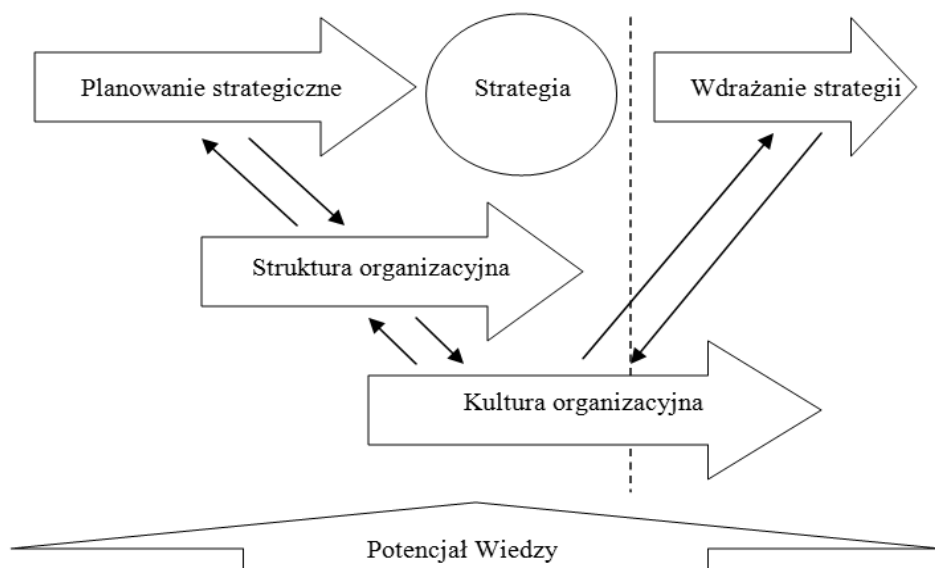 Planowanie strategiczne
Strategia
Wdrażanie strategii
Struktura organizacyjna
Kultura organizacyjna
Potencjał Wiedzy